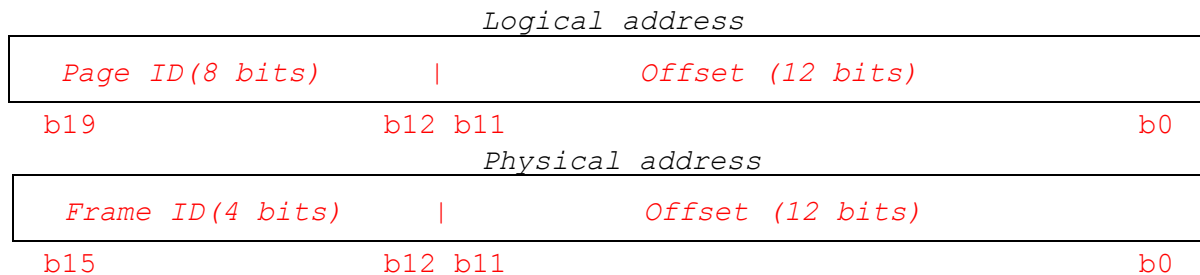 Logical address
Page ID(8 bits) | Offset (12 bits)
b19 b12 b11 b0
Physical address
Frame ID(4 bits) | Offset (12 bits)
b15 b12 b11 b0